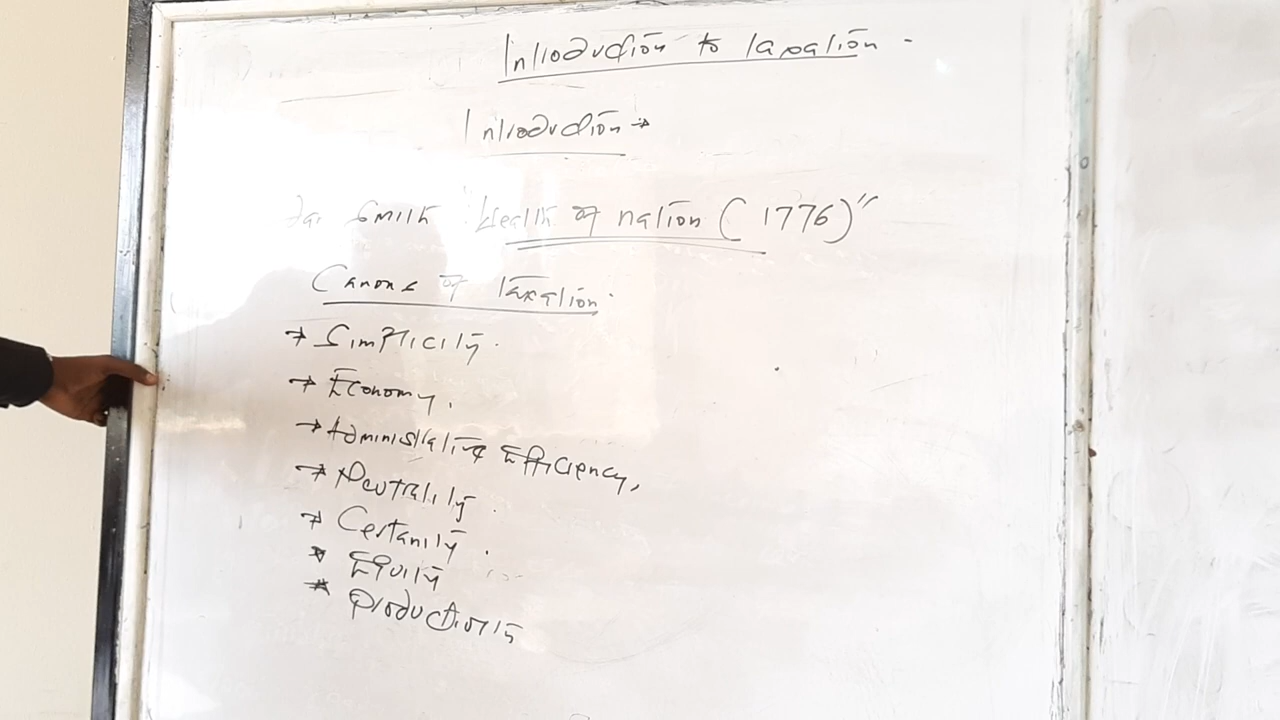 Introduction to taxation -
Introduction →
Smith "Wealth of nation (1776)"
Canons of Taxation.
→ Simplicity.
→ Economy.
→ Administrative Efficiency,
→ Neutrality.
→ Certanity.
* Equity
* Productivity